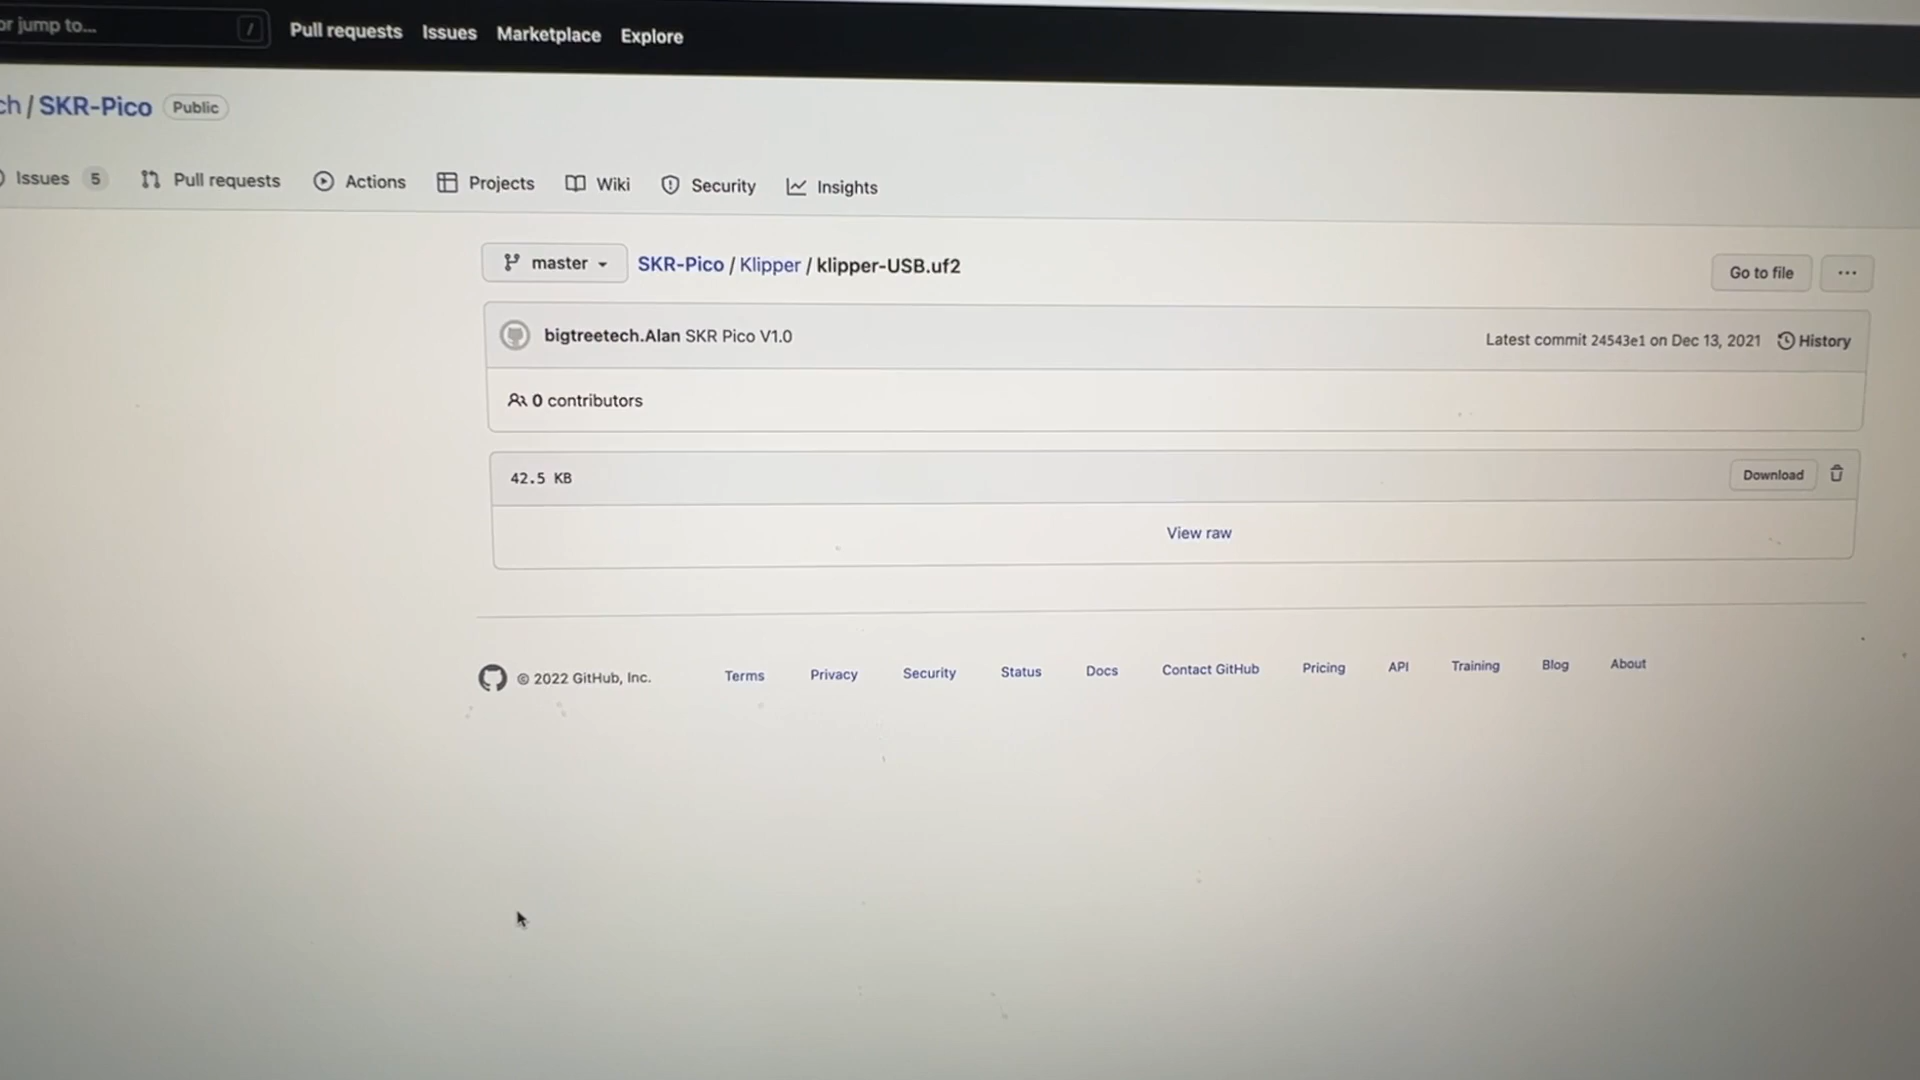 or jump to... /
Pull requests Issues Marketplace Explore
ch / SKR-Pico Public
Issues 5 Pull requests Actions Projects Wiki Security Insights
master SKR-Pico / Klipper / klipper-USB.uf2 Go to file ...
bigtreetech.Alan SKR Pico V1.0 Latest commit 24543e1 on Dec 13, 2021 History
0 contributors
42.5 KB Download
View raw
© 2022 GitHub, Inc. Terms Privacy Security Status Docs Contact GitHub Pricing API Training Blog About